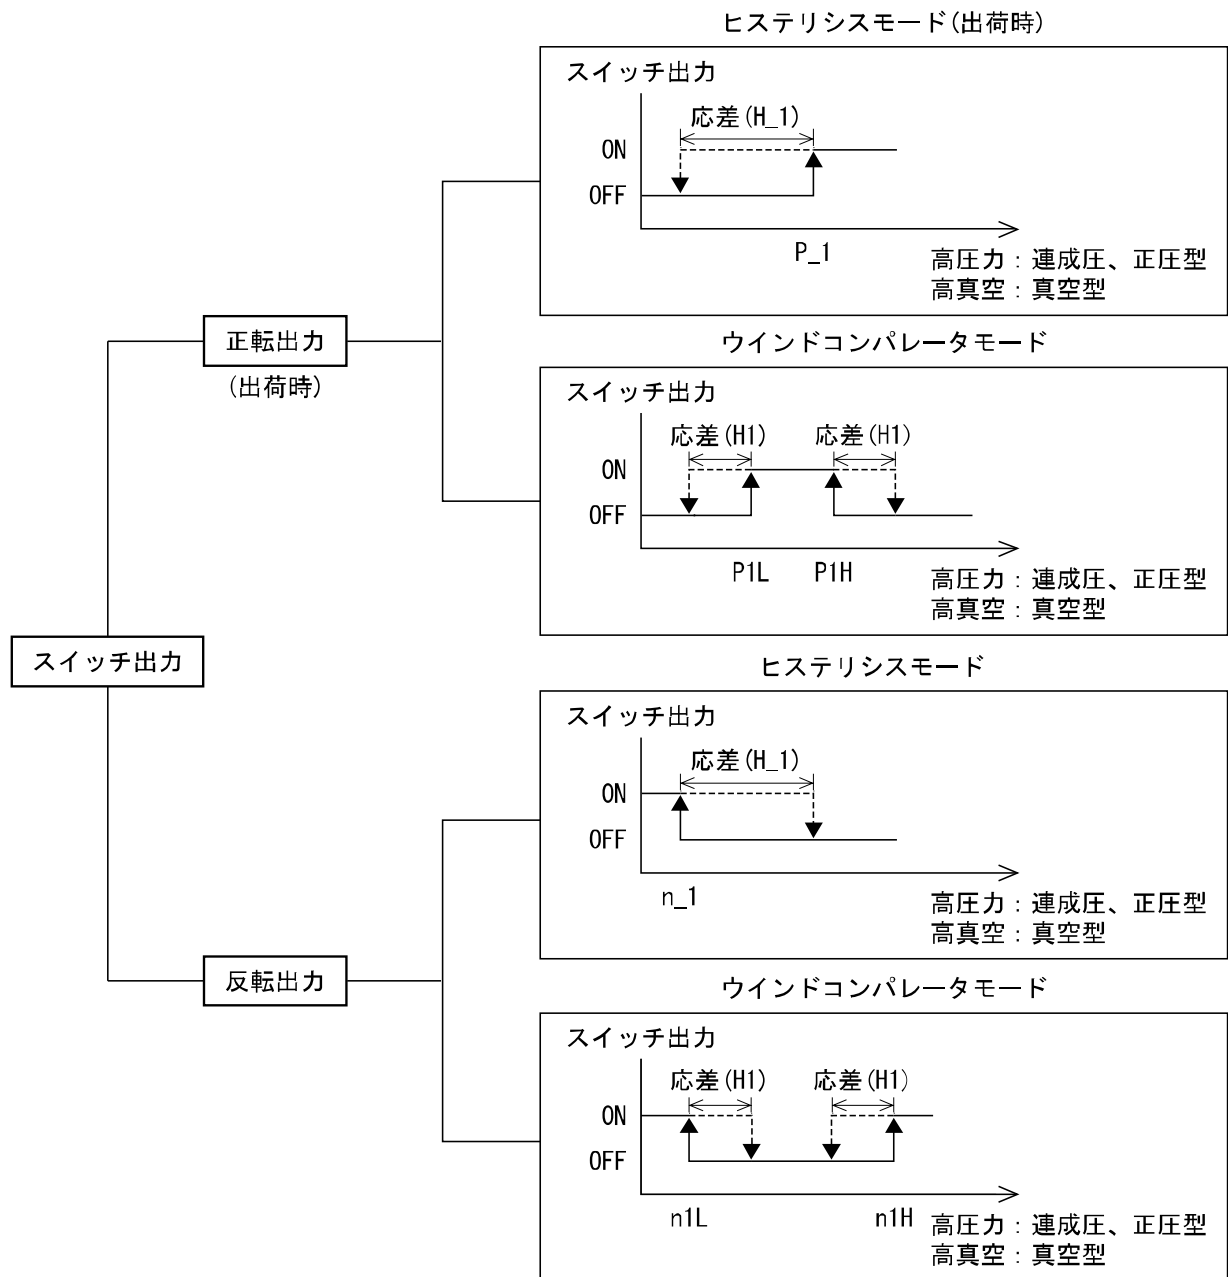 ヒステリシスモード(出荷時)
スイッチ出力
応差(H_1)
ON
OFF
P_1
高圧力：連成圧、正圧型
高真空：真空型
正転出力
(出荷時)
ウインドコンパレータモード
スイッチ出力
応差(H1) 応差(H1)
ON
OFF
P1L P1H
高圧力：連成圧、正圧型
高真空：真空型
スイッチ出力
ヒステリシスモード
スイッチ出力
応差(H_1)
ON
OFF
n_1
高圧力：連成圧、正圧型
高真空：真空型
反転出力
ウインドコンパレータモード
スイッチ出力
応差(H1) 応差(H1)
ON
OFF
n1L n1H
高圧力：連成圧、正圧型
高真空：真空型